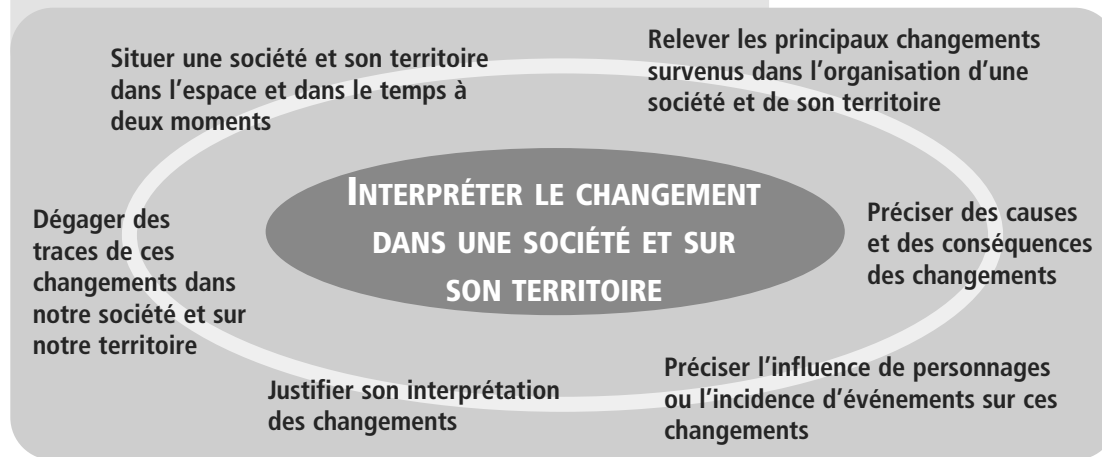 Situer une société et son territoire
dans l'espace et dans le temps à
deux moments
Relever les principaux changements
survenus dans l'organisation d'une
société et de son territoire
INTERPRÉTER LE CHANGEMENT
DANS UNE SOCIÉTÉ ET SUR
SON TERRITOIRE
Dégager des
traces de ces
changements dans
notre société et sur
notre territoire
Préciser des causes
et des conséquences
des changements
Justifier son interprétation
des changements
Préciser l'influence de personnages
ou l'incidence d'événements sur ces
changements